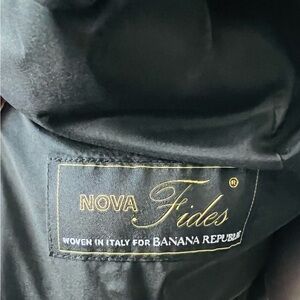 NOVA Fides ®
WOVEN IN ITALY FOR BANANA REPUBLIC